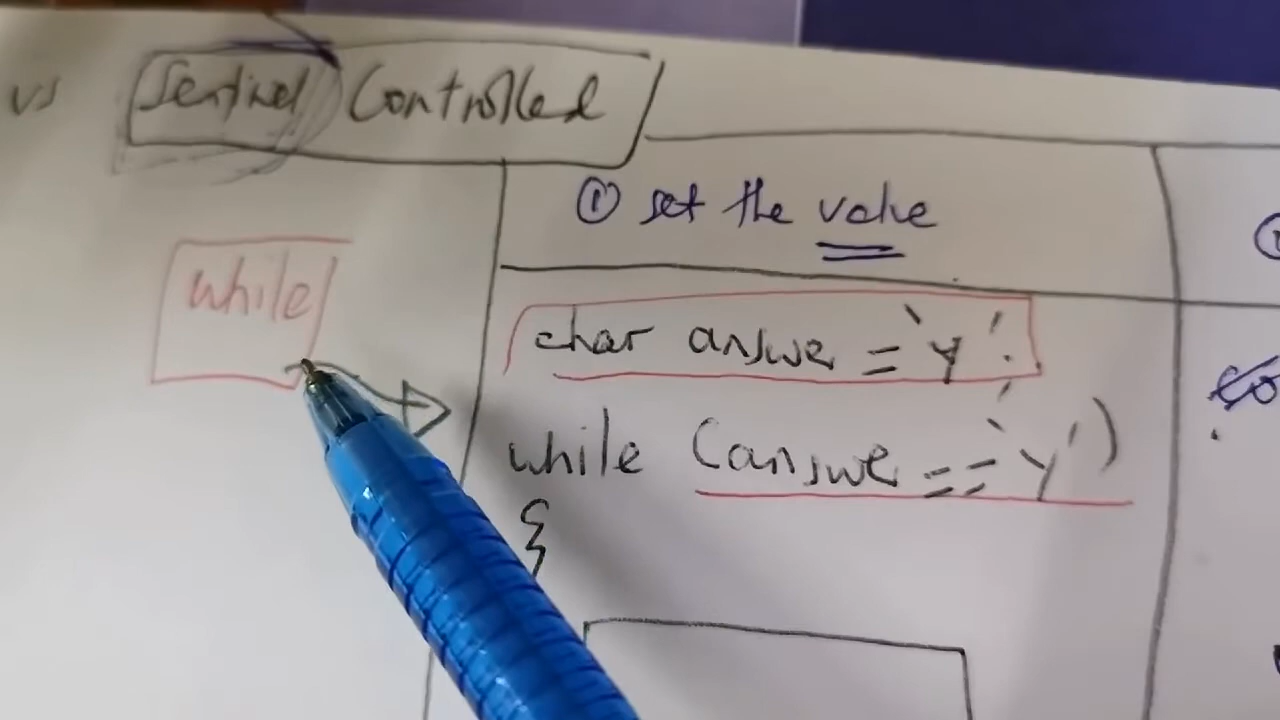 vs Sentinel Controlled
① set the value
while
char answe = 'y';
while (answe == 'y')
{